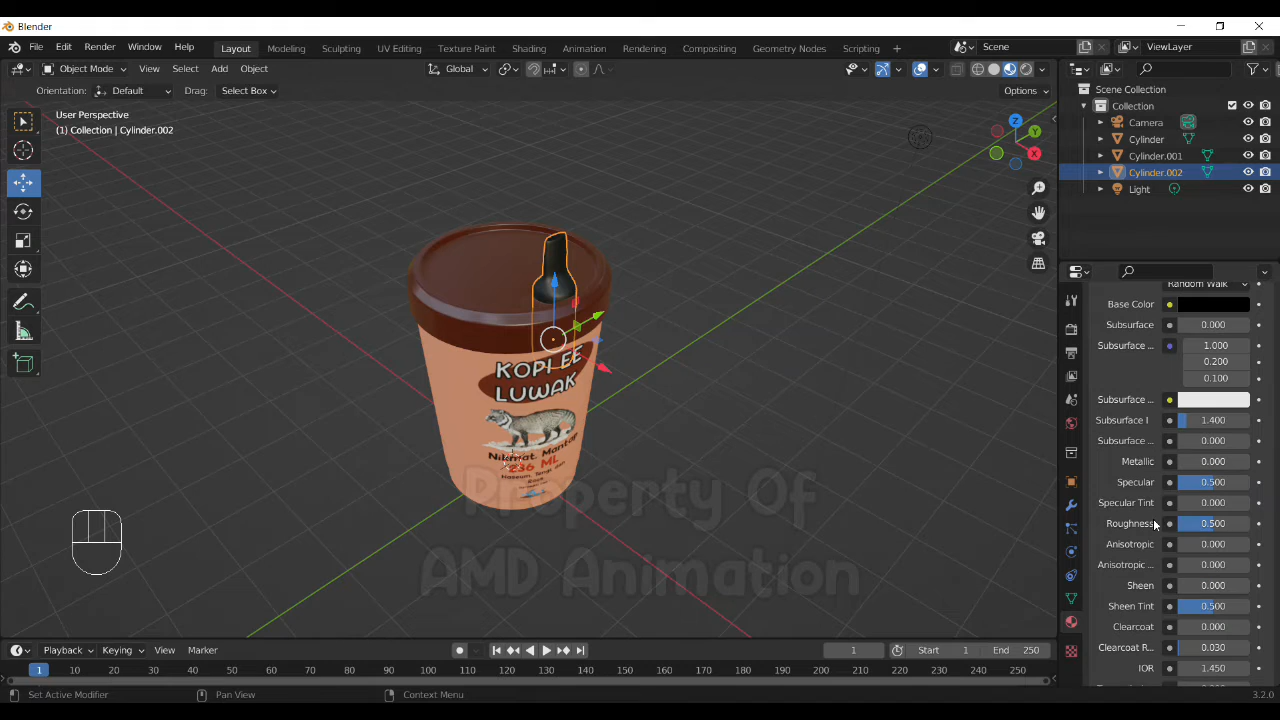 Blender
File Edit Render Window Help
Layout Modeling Sculpting UV Editing Texture Paint Shading Animation Rendering Compositing Geometry Nodes Scripting +
Scene ViewLayer
Object Mode View Select Add Object Global
Orientation: Default Drag: Select Box Options
User Perspective
(1) Collection | Cylinder.002
Z
Y
X
Scene Collection
Collection
Camera
Cylinder
Cylinder.001
Cylinder.002
Light
Random Walk
Base Color
Subsurface 0.000
Subsurface ... 1.000
0.200
0.100
Subsurface ...
Subsurface I 1.400
Subsurface ... 0.000
Metallic 0.000
Specular 0.500
Specular Tint 0.000
Roughness 0.500
Anisotropic 0.000
Anisotropic ... 0.000
Sheen 0.000
Sheen Tint 0.500
Clearcoat 0.000
Clearcoat R... 0.030
IOR 1.450
KOPI EE
LUWAK
Nikmat, Mantap
236 ML
Property Of
AMD Animation
Playback Keying View Marker 1 Start 1 End 250
1 10 20 30 40 50 60 70 80 90 100 110 120 130 140 150 160 170 180 190 200 210 220 230 240 250
Set Active Modifier Pan View Context Menu 3.2.0